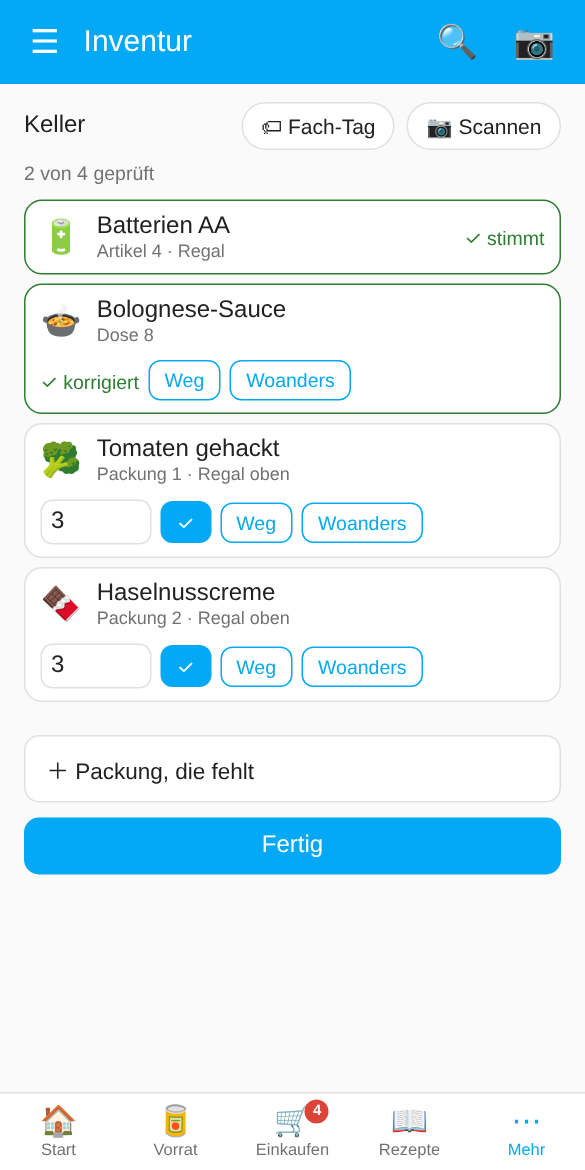 ☰ Inventur
Keller
Fach-Tag
Scannen
2 von 4 geprüft
Batterien AA
Artikel 4 · Regal
✓ stimmt
Bolognese-Sauce
Dose 8
✓ korrigiert Weg Woanders
Tomaten gehackt
Packung 1 · Regal oben
3 ✓ Weg Woanders
Haselnusscreme
Packung 2 · Regal oben
3 ✓ Weg Woanders
+ Packung, die fehlt
Fertig
4
Start Vorrat Einkaufen Rezepte Mehr